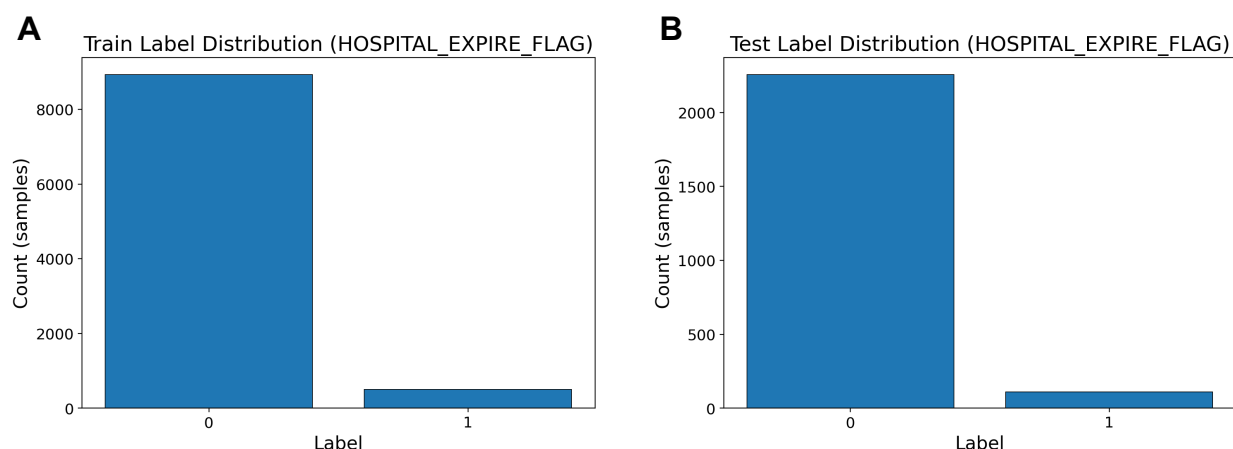 A
Train Label Distribution (HOSPITAL_EXPIRE_FLAG)
Count (samples)
8000
6000
4000
2000
0
0 1
Label
B
Test Label Distribution (HOSPITAL_EXPIRE_FLAG)
Count (samples)
2000
1500
1000
500
0
0 1
Label